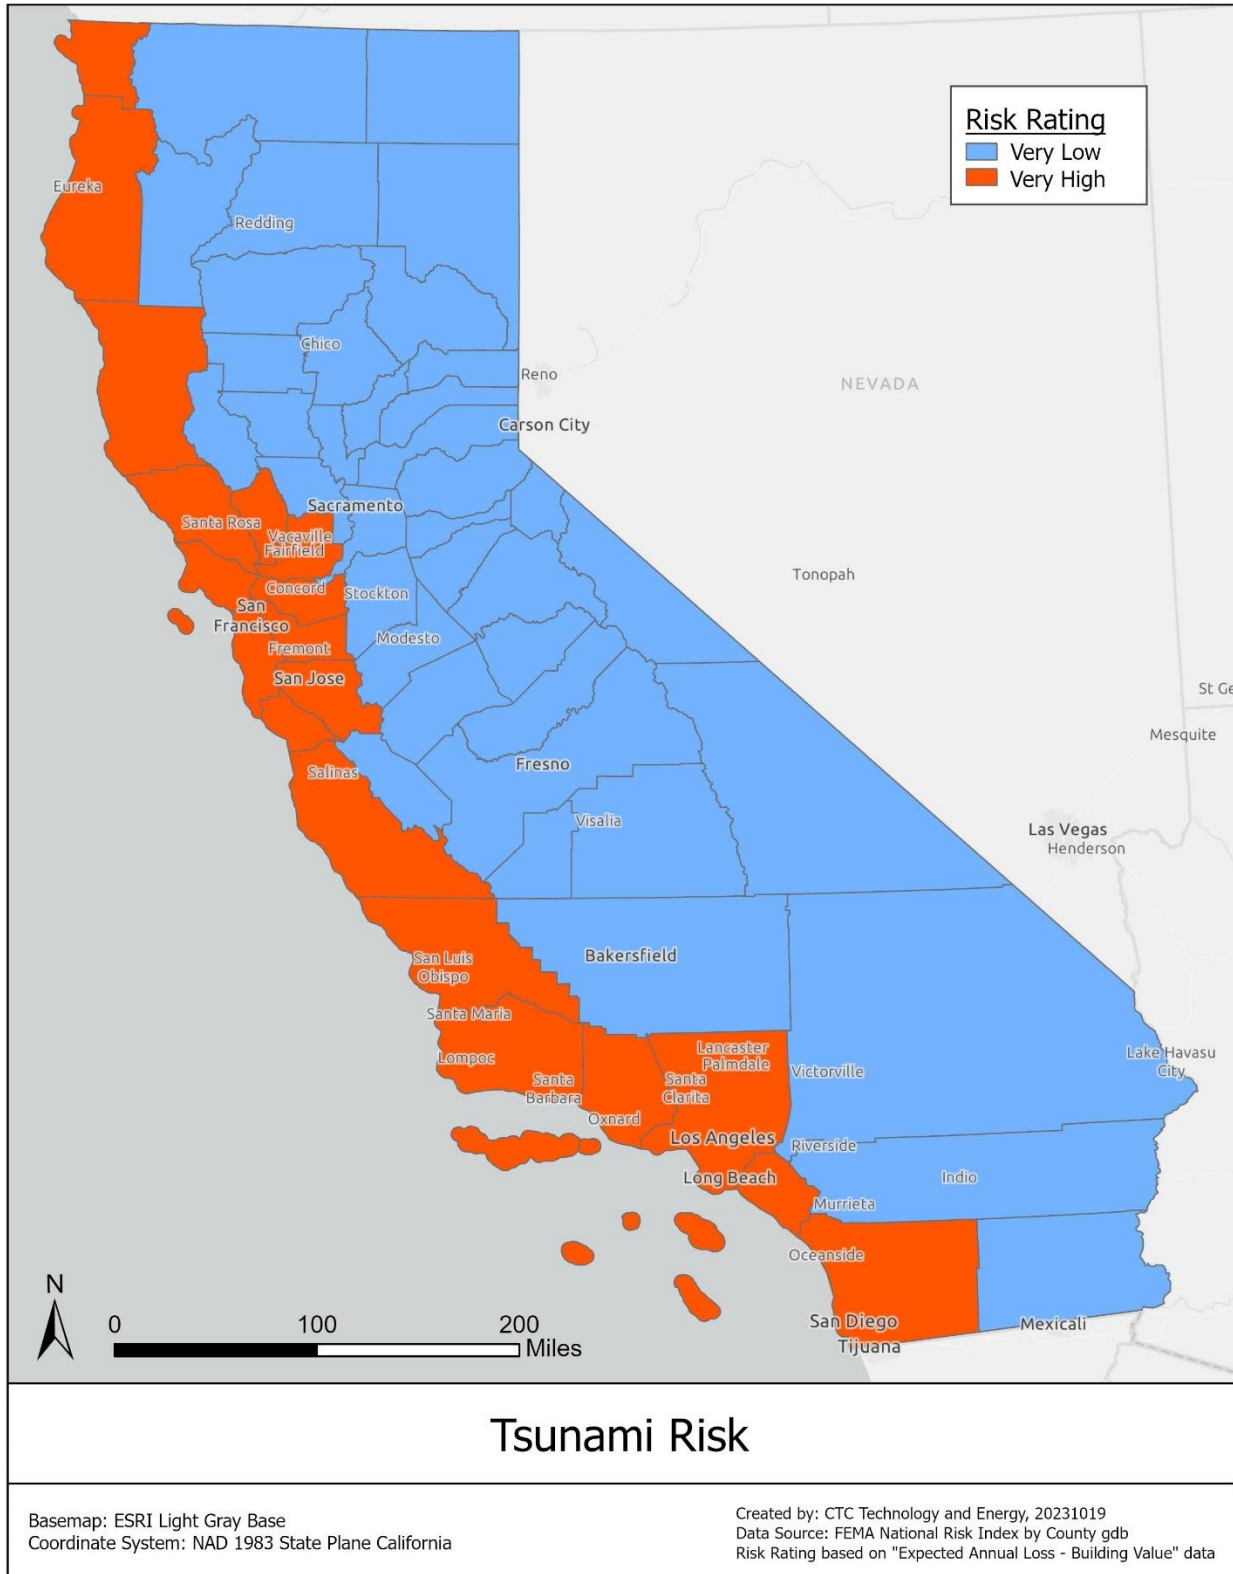 Risk Rating
Very Low
Very High
Eureka
Redding
Chico
Reno
NEVADA
Carson City
Sacramento
Santa Rosa
Vacaville
Fairfield
Tonopah
Concord
Stockton
San
Francisco
Modesto
Fremont
San Jose
St Ge
Mesquite
Salinas
Fresno
Visalia
Las Vegas
Henderson
Bakersfield
San Luis
Obispo
Santa Maria
Lompoc
Lancaster
Palmdale
Lake Havasu
City
Victorville
Santa
Barbara
Santa
Clarita
Oxnard
Los Angeles
Riverside
Long Beach
Indio
Murrieta
Oceanside
San Diego
Mexicali
Tijuana
N
0 100 200
Miles
Tsunami Risk
Basemap: ESRI Light Gray Base
Coordinate System: NAD 1983 State Plane California
Created by: CTC Technology and Energy, 20231019
Data Source: FEMA National Risk Index by County gdb
Risk Rating based on "Expected Annual Loss - Building Value" data